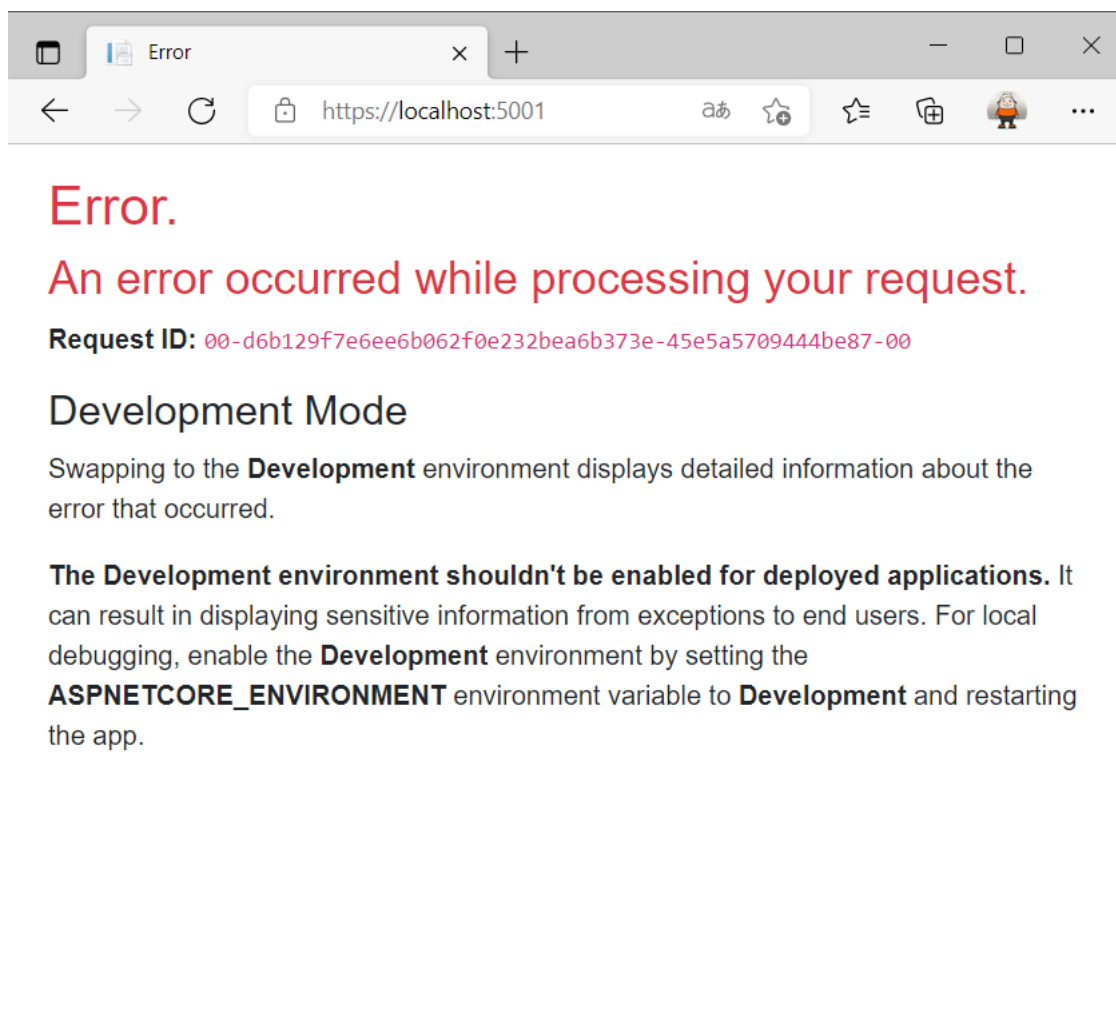 Error
https://localhost:5001
aあ
Error.
An error occurred while processing your request.
Request ID: 00-d6b129f7e6ee6b062f0e232bea6b373e-45e5a5709444be87-00
Development Mode
Swapping to the Development environment displays detailed information about the
error that occurred.
The Development environment shouldn't be enabled for deployed applications. It
can result in displaying sensitive information from exceptions to end users. For local
debugging, enable the Development environment by setting the
ASPNETCORE_ENVIRONMENT environment variable to Development and restarting
the app.